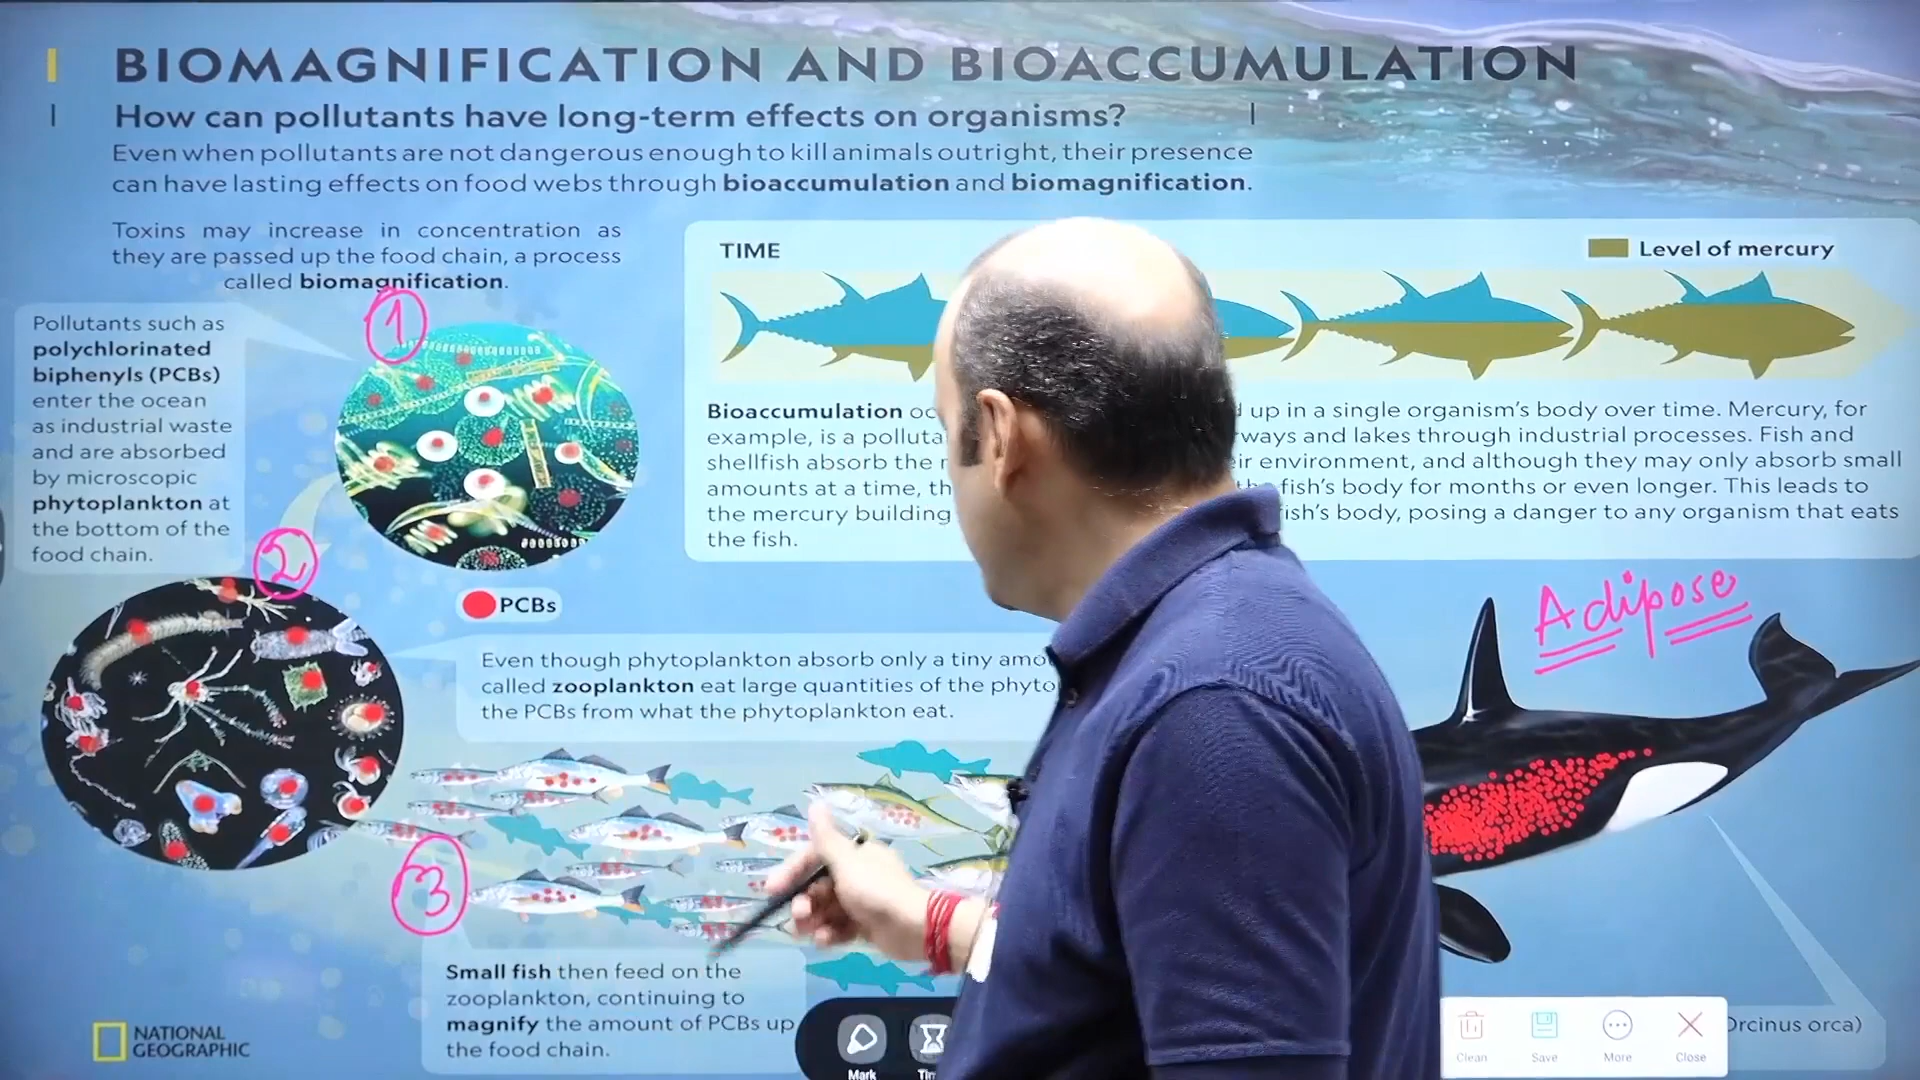 BIOMAGNIFICATION AND BIOACCUMULATION
How can pollutants have long-term effects on organisms?
Even when pollutants are not dangerous enough to kill animals outright, their presence
can have lasting effects on food webs through bioaccumulation and biomagnification.
Toxins may increase in concentration as
they are passed up the food chain, a process
called biomagnification.
1
Pollutants such as
polychlorinated
biphenyls (PCBs)
enter the ocean
as industrial waste
and are absorbed
by microscopic
phytoplankton at
the bottom of the
food chain.
TIME
Level of mercury
Bioaccumulation up in a single organism's body over time. Mercury, for
example, is a and lakes through industrial processes. Fish and
shellfish absorb the environment, and although they may only absorb small
amounts at a time, fish's body for months or even longer. This leads to
the mercury building body, posing a danger to any organism that eats
the fish.
2
PCBs
Adipose
Even though phytoplankton absorb only a tiny
called zooplankton eat large quantities of the
the PCBs from what the phytoplankton eat.
3
Small fish then feed on the
zooplankton, continuing to
magnify the amount of PCBs up
the food chain.
NATIONAL
GEOGRAPHIC
Mark
Clean
Save
More
Close
Orcinus orca)